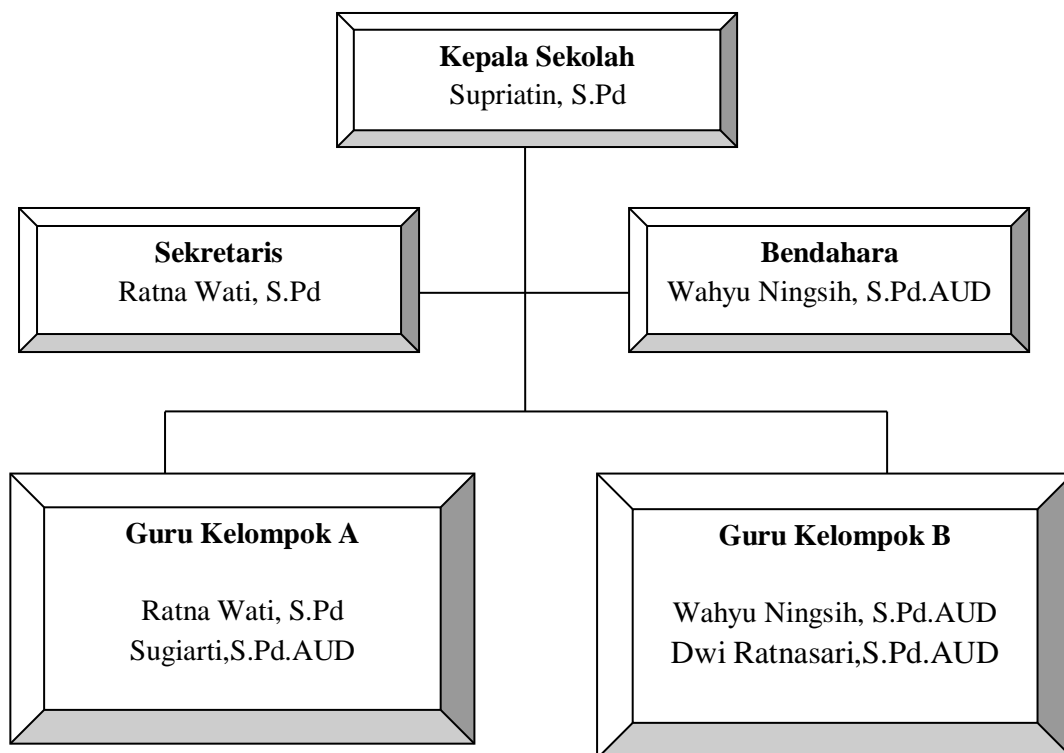 Kepala Sekolah
Supriatin, S.Pd
Sekretaris
Ratna Wati, S.Pd
Bendahara
Wahyu Ningsih, S.Pd.AUD
Guru Kelompok A
Ratna Wati, S.Pd
Sugiarti,S.Pd.AUD
Guru Kelompok B
Wahyu Ningsih, S.Pd.AUD
Dwi Ratnasari,S.Pd.AUD